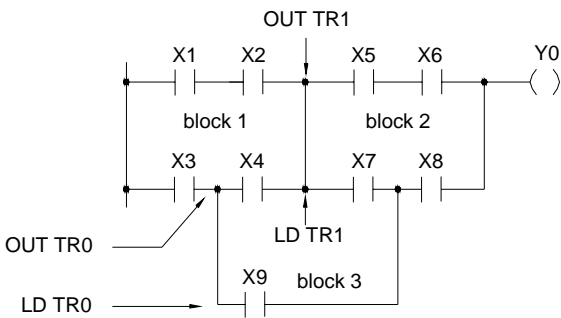 OUT TR1
X1 X2 X5 X6 Y0
block 1 block 2
X3 X4 X7 X8
OUT TR0 LD TR1
X9 block 3
LD TR0